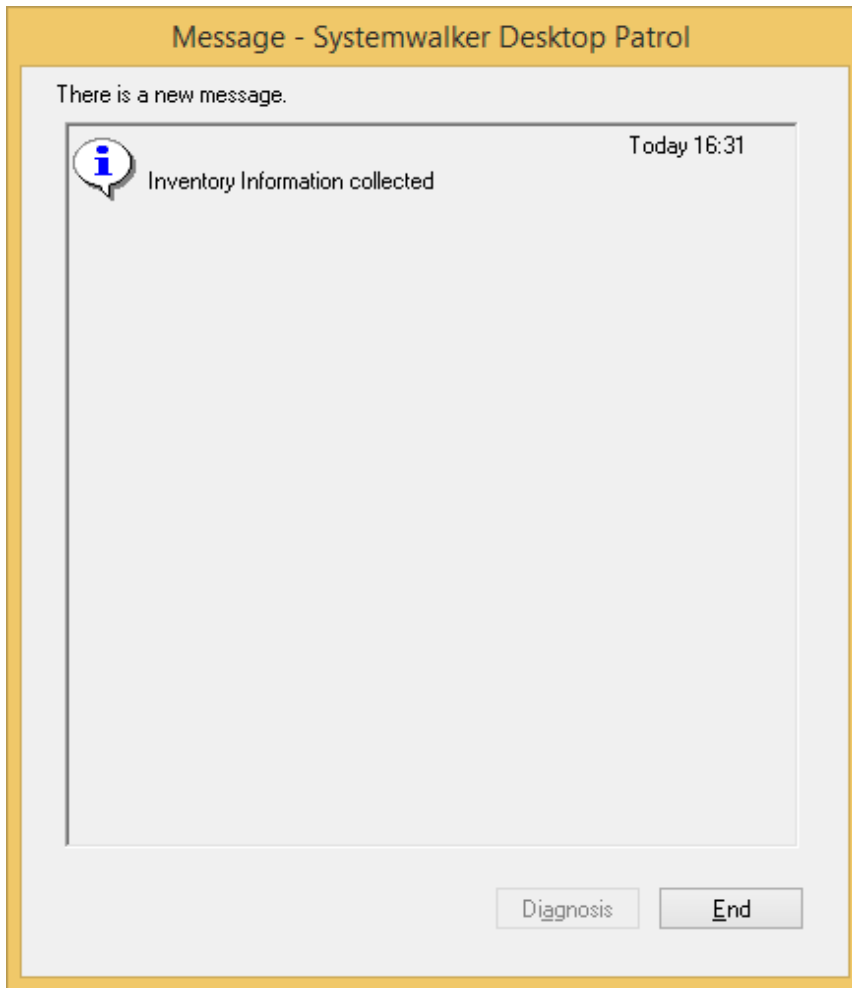 Message - Systemwalker Desktop Patrol
There is a new message.
Today 16:31
Inventory Information collected
Diagnosis
End